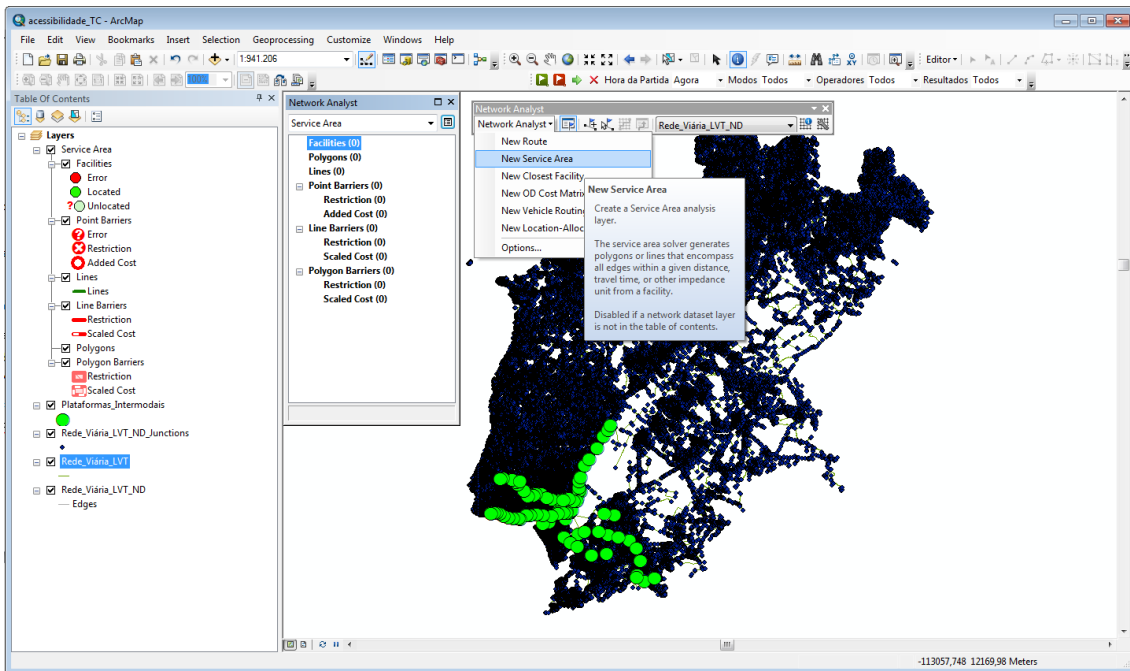 acessibilidade_TC - ArcMap
File Edit View Bookmarks Insert Selection Geoprocessing Customize Windows Help
1:941.206
Editor
100%
Hora da Partida Agora Modos Todos Operadores Todos Resultados Todos
Table Of Contents
Layers
Service Area
Facilities
Error
Located
Unlocated
Point Barriers
Error
Restriction
Added Cost
Lines
Lines
Line Barriers
Restriction
Scaled Cost
Polygons
Polygon Barriers
Restriction
Scaled Cost
Plataformas_Intermodais
Rede_Viária_LVT_ND_Junctions
Rede_Viária_LVT
Rede_Viária_LVT_ND
Edges
Network Analyst
Service Area
Facilities (0)
Polygons (0)
Lines (0)
Point Barriers (0)
Restriction (0)
Added Cost (0)
Line Barriers (0)
Restriction (0)
Scaled Cost (0)
Polygon Barriers (0)
Restriction (0)
Scaled Cost (0)
Network Analyst
Network Analyst Rede_Viária_LVT_ND
New Route
New Service Area
New Closest Facility
New OD Cost Matrix
New Vehicle Routin
New Location-Alloc
Options...
New Service Area
Create a Service Area analysis
layer.
The service area solver generates
polygons or lines that encompass
all edges within a given distance,
travel time, or other impedance
unit from a facility.
Disabled if a network dataset layer
is not in the table of contents.
-113057,748 12169,98 Meters